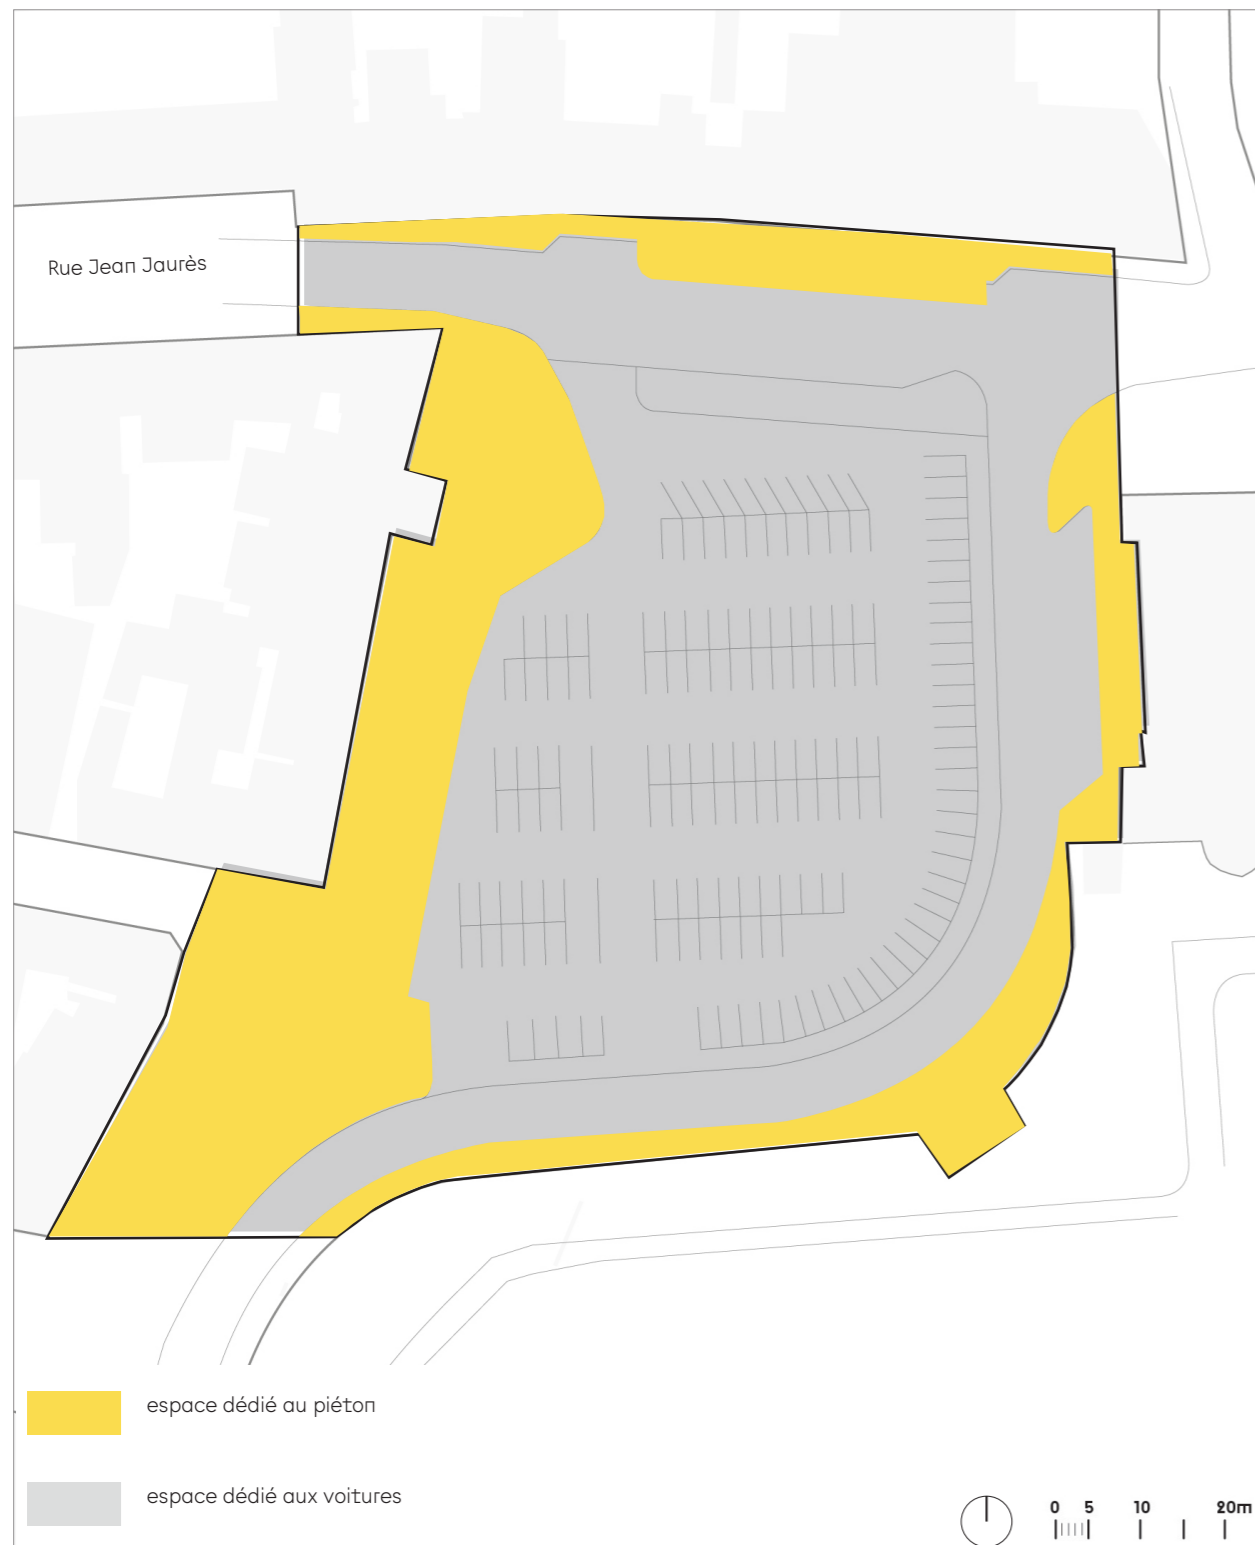 Rue Jean Jaurès
espace dédié au piéton
espace dédié aux voitures
0 5 10 20m